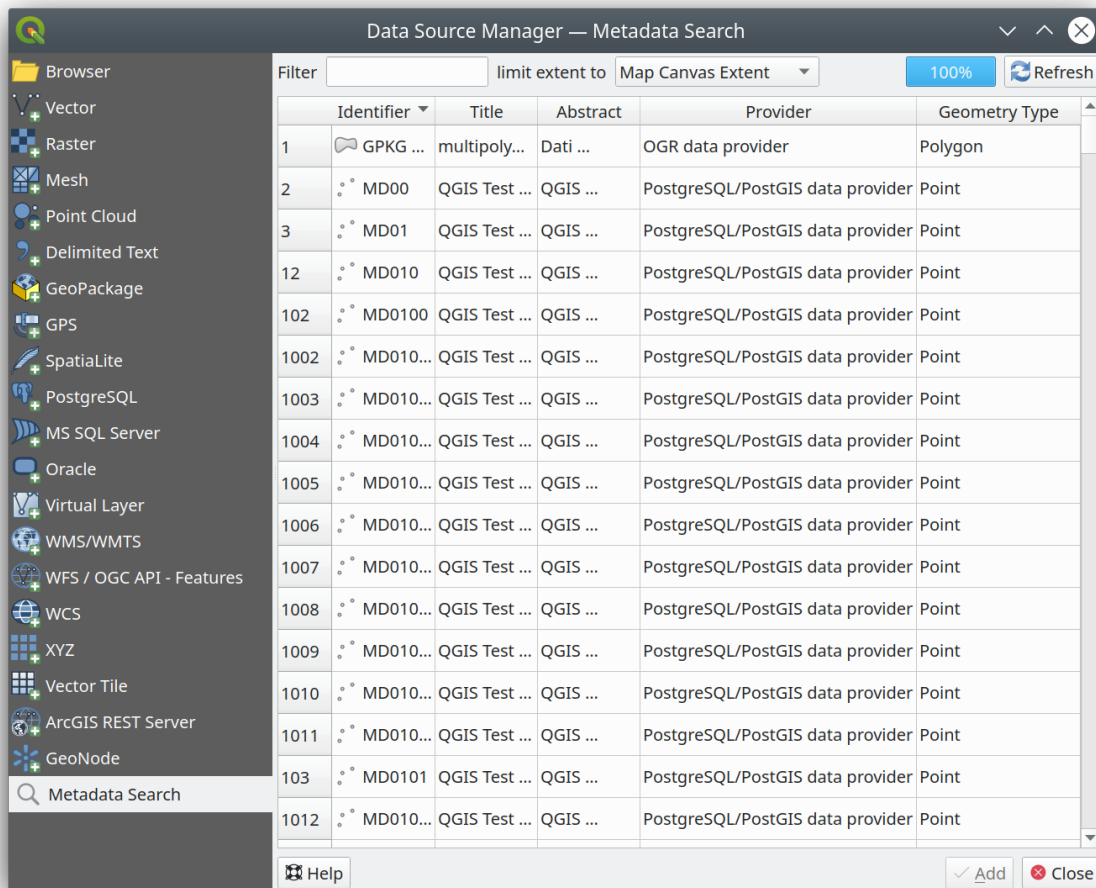 Data Source Manager — Metadata Search
Browser
Vector
Raster
Mesh
Point Cloud
Delimited Text
GeoPackage
GPS
SpatiaLite
PostgreSQL
MS SQL Server
Oracle
Virtual Layer
WMS/WMTS
WFS / OGC API - Features
WCS
XYZ
Vector Tile
ArcGIS REST Server
GeoNode
Metadata Search
Filter limit extent to Map Canvas Extent 100% Refresh
Identifier Title Abstract Provider Geometry Type
1 GPKG ... multipoly... Dati ... OGR data provider Polygon
2 MD00 QGIS Test ... QGIS ... PostgreSQL/PostGIS data provider Point
3 MD01 QGIS Test ... QGIS ... PostgreSQL/PostGIS data provider Point
12 MD010 QGIS Test ... QGIS ... PostgreSQL/PostGIS data provider Point
102 MD0100 QGIS Test ... QGIS ... PostgreSQL/PostGIS data provider Point
1002 MD010... QGIS Test ... QGIS ... PostgreSQL/PostGIS data provider Point
1003 MD010... QGIS Test ... QGIS ... PostgreSQL/PostGIS data provider Point
1004 MD010... QGIS Test ... QGIS ... PostgreSQL/PostGIS data provider Point
1005 MD010... QGIS Test ... QGIS ... PostgreSQL/PostGIS data provider Point
1006 MD010... QGIS Test ... QGIS ... PostgreSQL/PostGIS data provider Point
1007 MD010... QGIS Test ... QGIS ... PostgreSQL/PostGIS data provider Point
1008 MD010... QGIS Test ... QGIS ... PostgreSQL/PostGIS data provider Point
1009 MD010... QGIS Test ... QGIS ... PostgreSQL/PostGIS data provider Point
1010 MD010... QGIS Test ... QGIS ... PostgreSQL/PostGIS data provider Point
1011 MD010... QGIS Test ... QGIS ... PostgreSQL/PostGIS data provider Point
103 MD0101 QGIS Test ... QGIS ... PostgreSQL/PostGIS data provider Point
1012 MD010... QGIS Test ... QGIS ... PostgreSQL/PostGIS data provider Point
Help Add Close